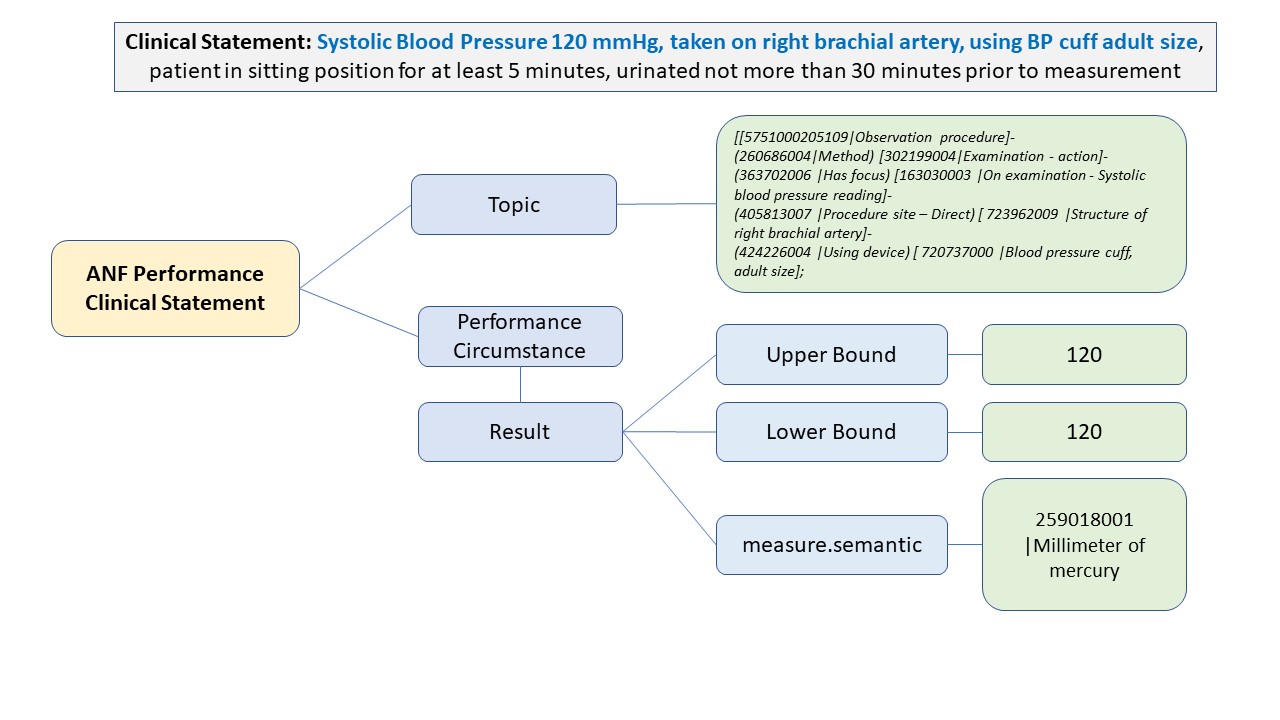 Clinical Statement: Systolic Blood Pressure 120 mmHg, taken on right brachial artery, using BP cuff adult size,
patient in sitting position for at least 5 minutes, urinated not more than 30 minutes prior to measurement
[[5751000205109|Observation procedure]-
(260686004|Method) [302199004|Examination - action]-
(363702006 |Has focus) [163030003 |On examination - Systolic
blood pressure reading]-
(405813007 |Procedure site – Direct) [ 723962009 |Structure of
right brachial artery]-
(424226004 |Using device) [ 720737000 |Blood pressure cuff,
adult size];
Topic
ANF Performance
Clinical Statement
Performance
Circumstance
Upper Bound
120
Result
Lower Bound
120
measure.semantic
259018001
|Millimeter of
mercury